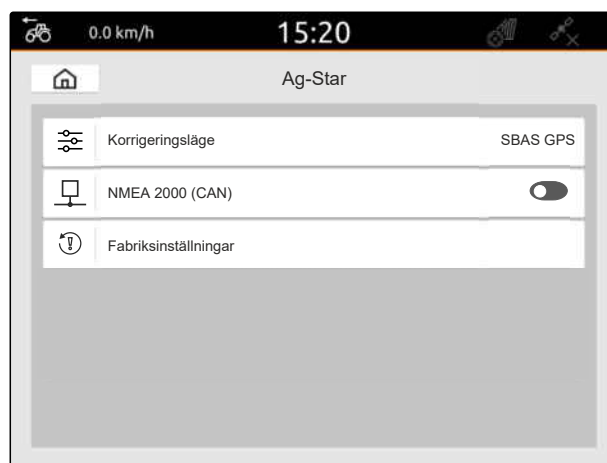 0.0 km/h
15:20
Ag-Star
Korrigeringsläge
SBAS GPS
NMEA 2000 (CAN)
Fabriksinställningar